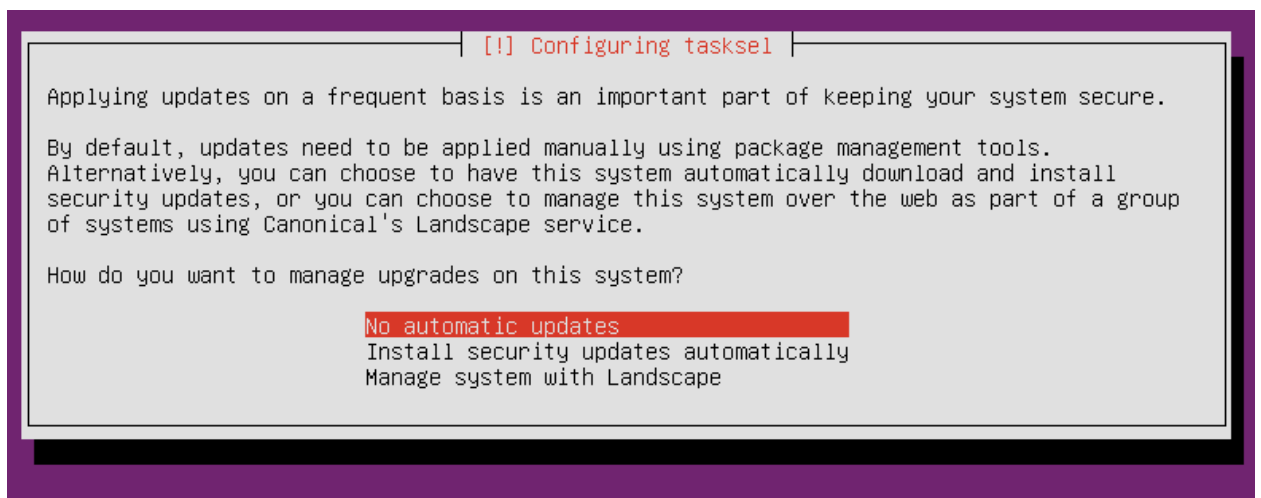 [!] Configuring tasksel
Applying updates on a frequent basis is an important part of keeping your system secure.
By default, updates need to be applied manually using package management tools.
Alternatively, you can choose to have this system automatically download and install
security updates, or you can choose to manage this system over the web as part of a group
of systems using Canonical's Landscape service.
How do you want to manage upgrades on this system?
No automatic updates
Install security updates automatically
Manage system with Landscape